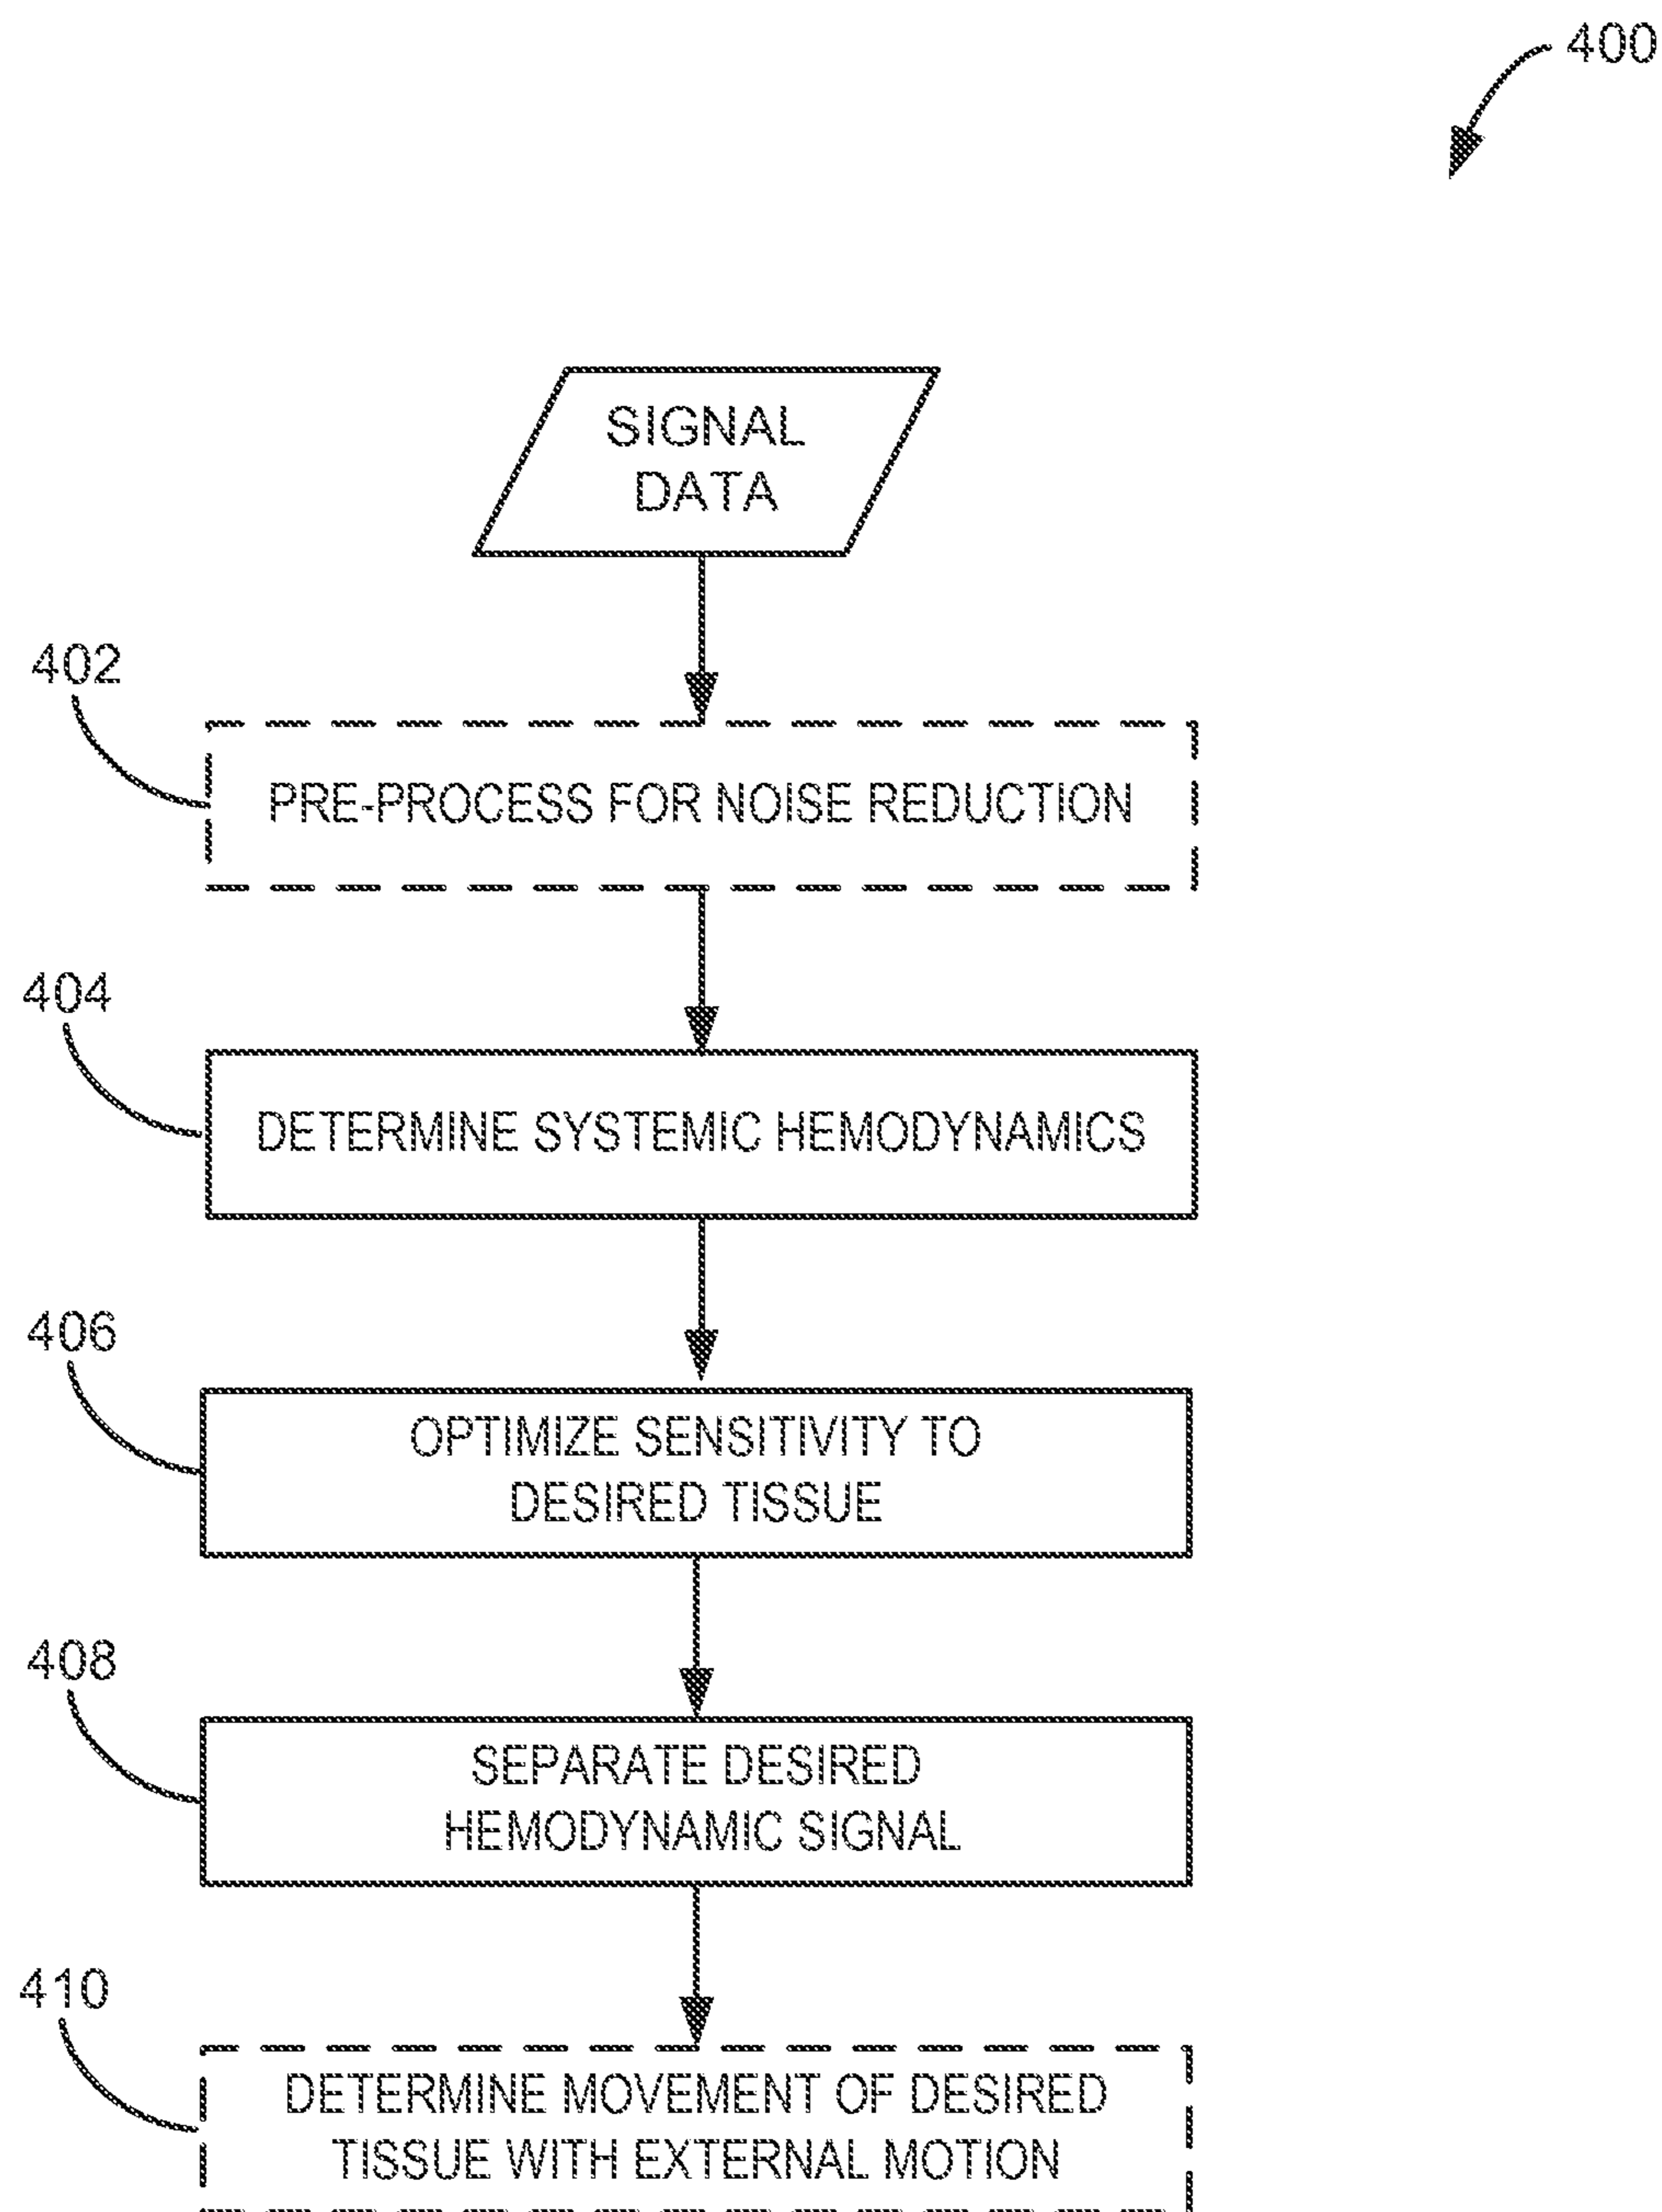 400
SIGNAL
DATA
402
PRE-PROCESS FOR NOISE REDUCTION
404
DETERMINE SYSTEMIC HEMODYNAMICS
406
OPTIMIZE SENSITIVITY TO
DESIRED TISSUE
408
SEPARATE DESIRED
HEMODYNAMIC SIGNAL
410
DETERMINE MOVEMENT OF DESIRED
TISSUE WITH EXTERNAL MOTION